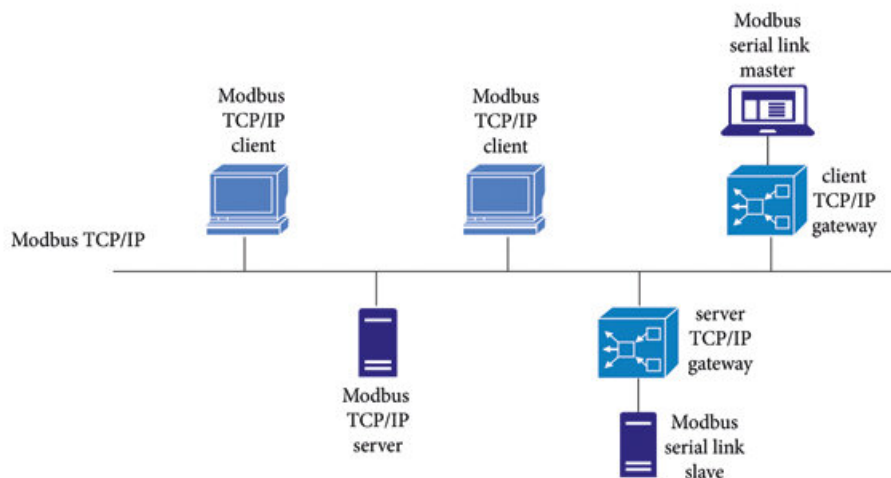 Modbus
serial link
master
Modbus
TCP/IP
client
Modbus
TCP/IP
client
client
TCP/IP
gateway
Modbus TCP/IP
server
TCP/IP
gateway
Modbus
TCP/IP
server
Modbus
serial link
slave